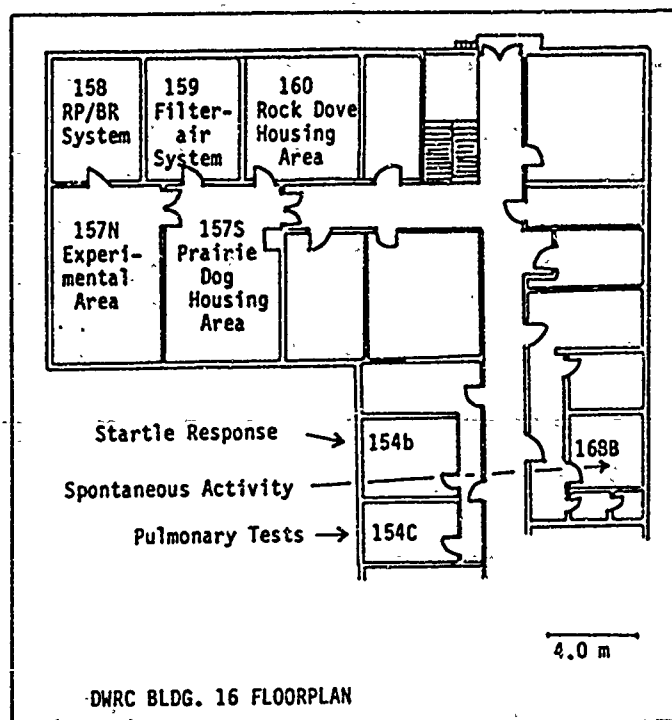 158
RP/BR
System
159
Filter-
air
System
160
Rock Dove
Housing
Area
157N
Experi-
mental
Area
157S
Prairie
Dog
Housing
Area
Startle Response
154b
168B
Spontaneous Activity
Pulmonary Tests
154C
4.0 m
DWRC BLDG. 16 FLOORPLAN